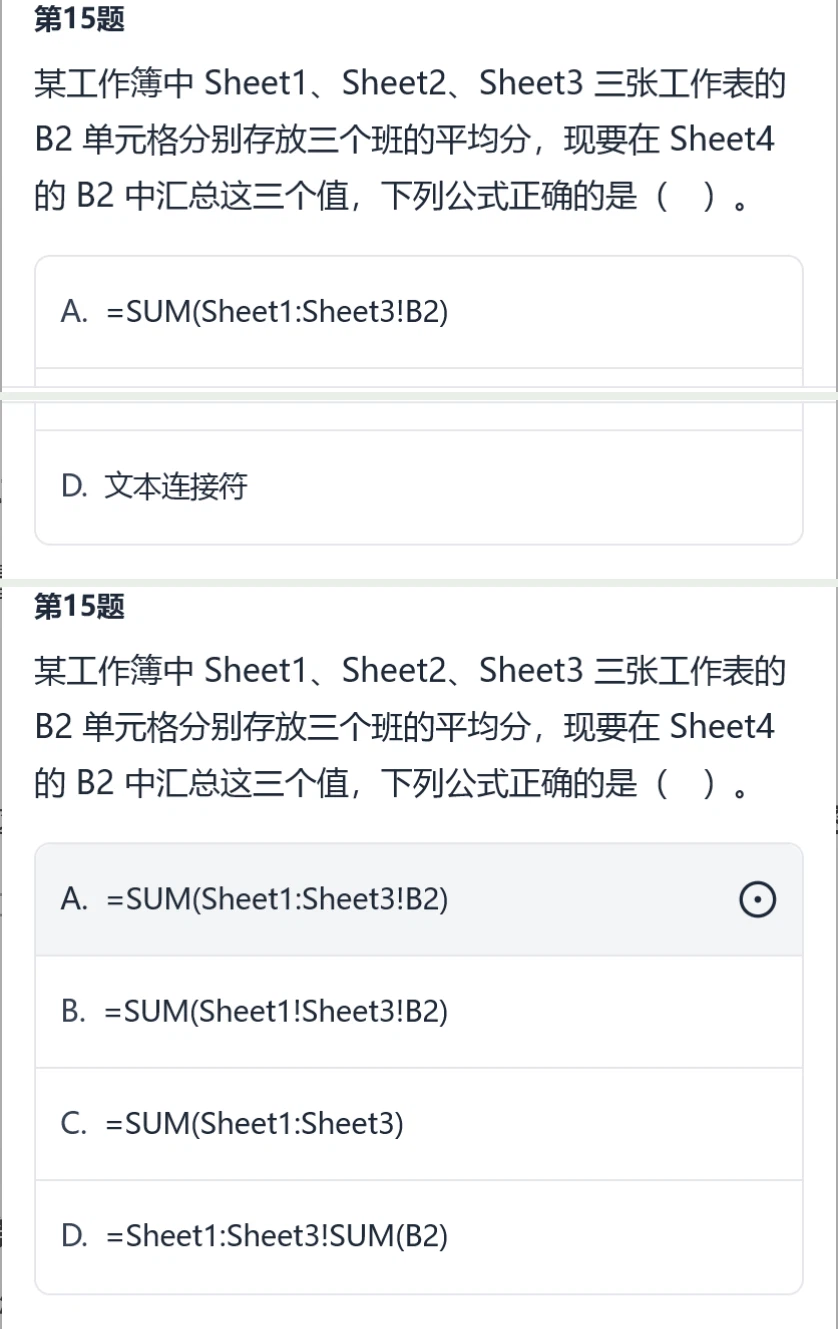 第15题
某工作簿中 Sheet1、Sheet2、Sheet3 三张工作表的
B2 单元格分别存放三个班的平均分，现要在 Sheet4
的 B2 中汇总这三个值，下列公式正确的是（　）。
A. =SUM(Sheet1:Sheet3!B2)
D. 文本连接符
第15题
某工作簿中 Sheet1、Sheet2、Sheet3 三张工作表的
B2 单元格分别存放三个班的平均分，现要在 Sheet4
的 B2 中汇总这三个值，下列公式正确的是（　）。
A. =SUM(Sheet1:Sheet3!B2)
B. =SUM(Sheet1!Sheet3!B2)
C. =SUM(Sheet1:Sheet3)
D. =Sheet1:Sheet3!SUM(B2)